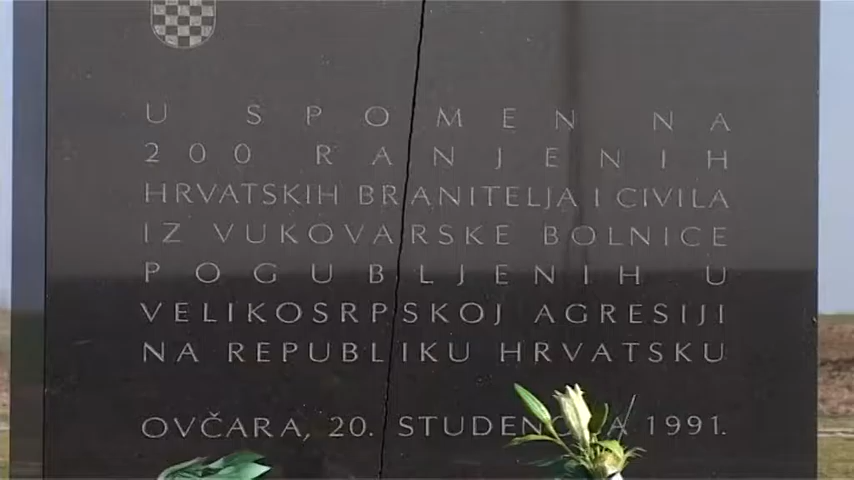 U SPOMEN NA
200 RANJENIH
HRVATSKIH BRANITELJA I CIVILA
IZ VUKOVARSKE BOLNICE
POGUBLJENIH U
VELIKOSRPSKOJ AGRESIJI
NA REPUBLIKU HRVATSKU
OVČARA, 20. STUDENOGA 1991.